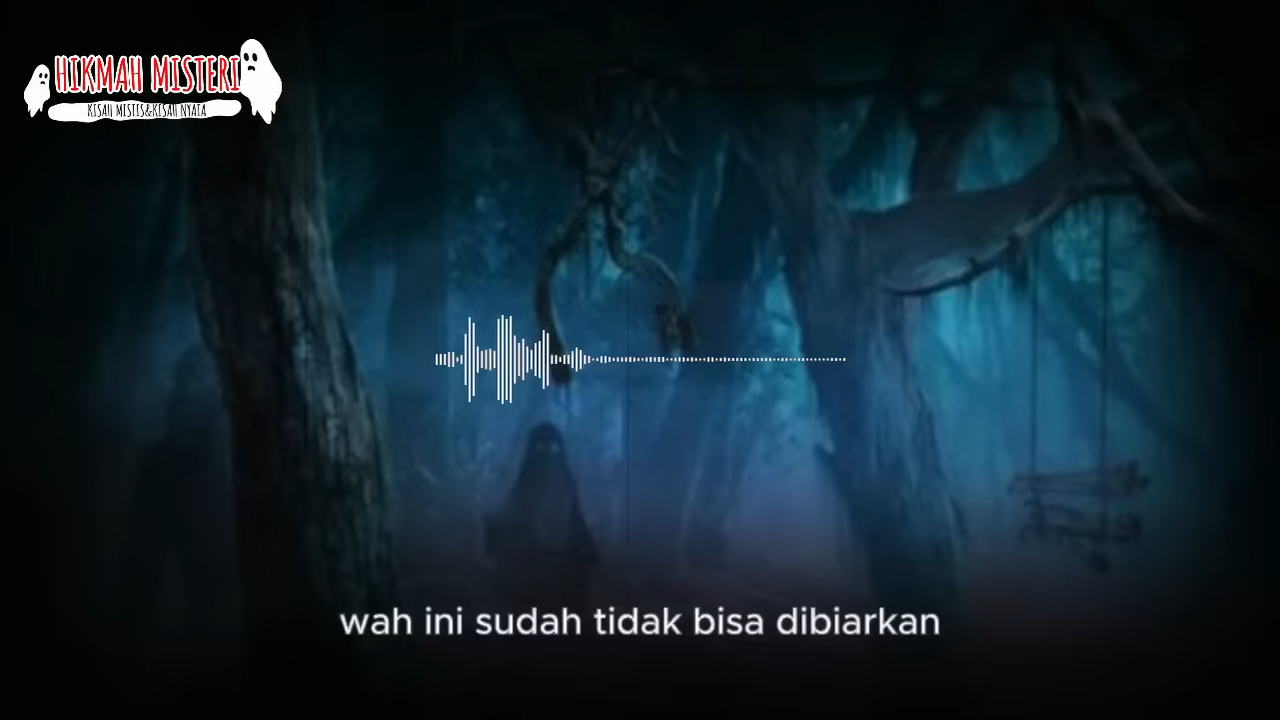 HIKMAH MISTERI
KISAH MISTIS&KISAH NYATA
wah ini sudah tidak bisa dibiarkan